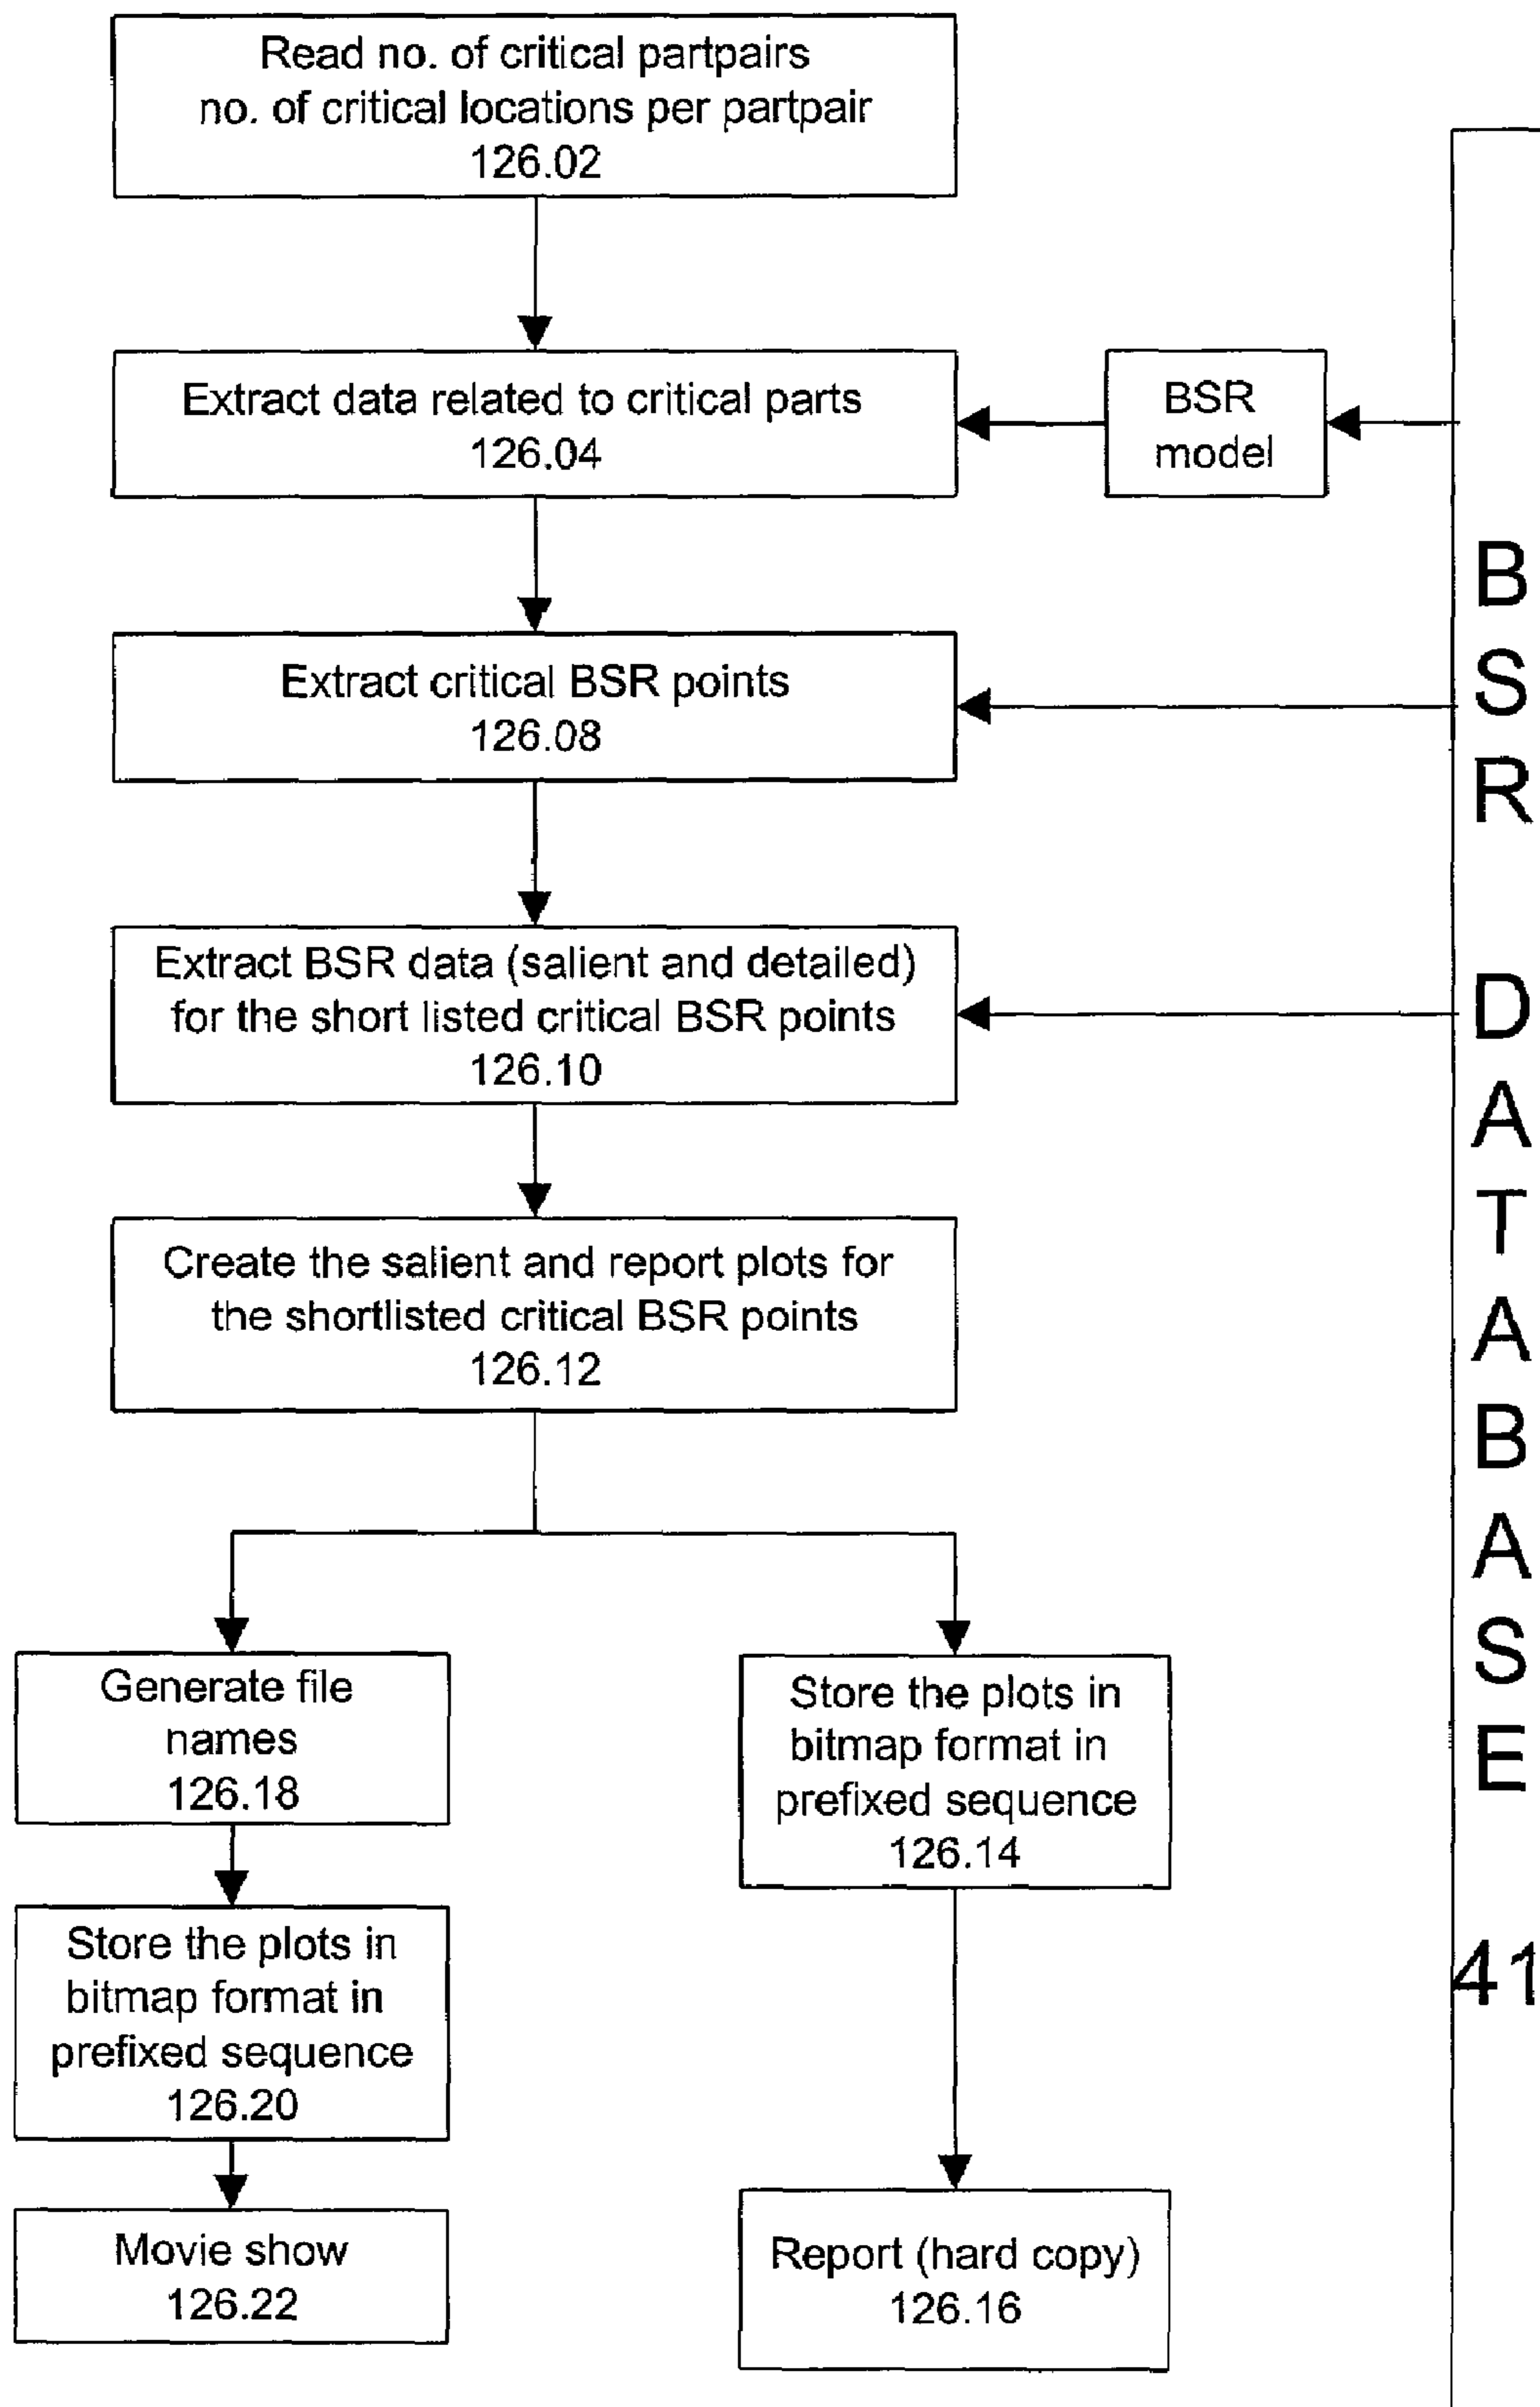 Read no. of critical partpairs
no. of critical locations per partpair
126.02
Extract data related to critical parts
126.04
BSR
model
Extract critical BSR points
126.08
Extract BSR data (salient and detailed)
for the short listed critical BSR points
126.10
Create the salient and report plots for
the shortlisted critical BSR points
126.12
Generate file
names
126.18
Store the plots in
bitmap format in
prefixed sequence
126.20
Movie show
126.22
Store the plots in
bitmap format in
prefixed sequence
126.14
Report (hard copy)
126.16
B
S
R
D
A
T
A
B
A
S
E
41